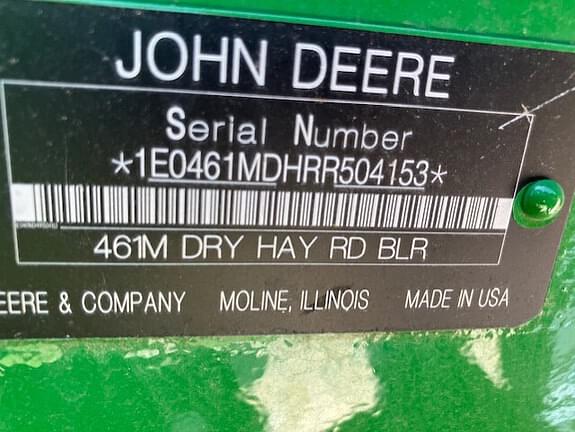 JOHN DEERE
Serial Number
*1E0461MDHRR504153*
461M DRY HAY RD BLR
EERE & COMPANY MOLINE, ILLINOIS MADE IN USA